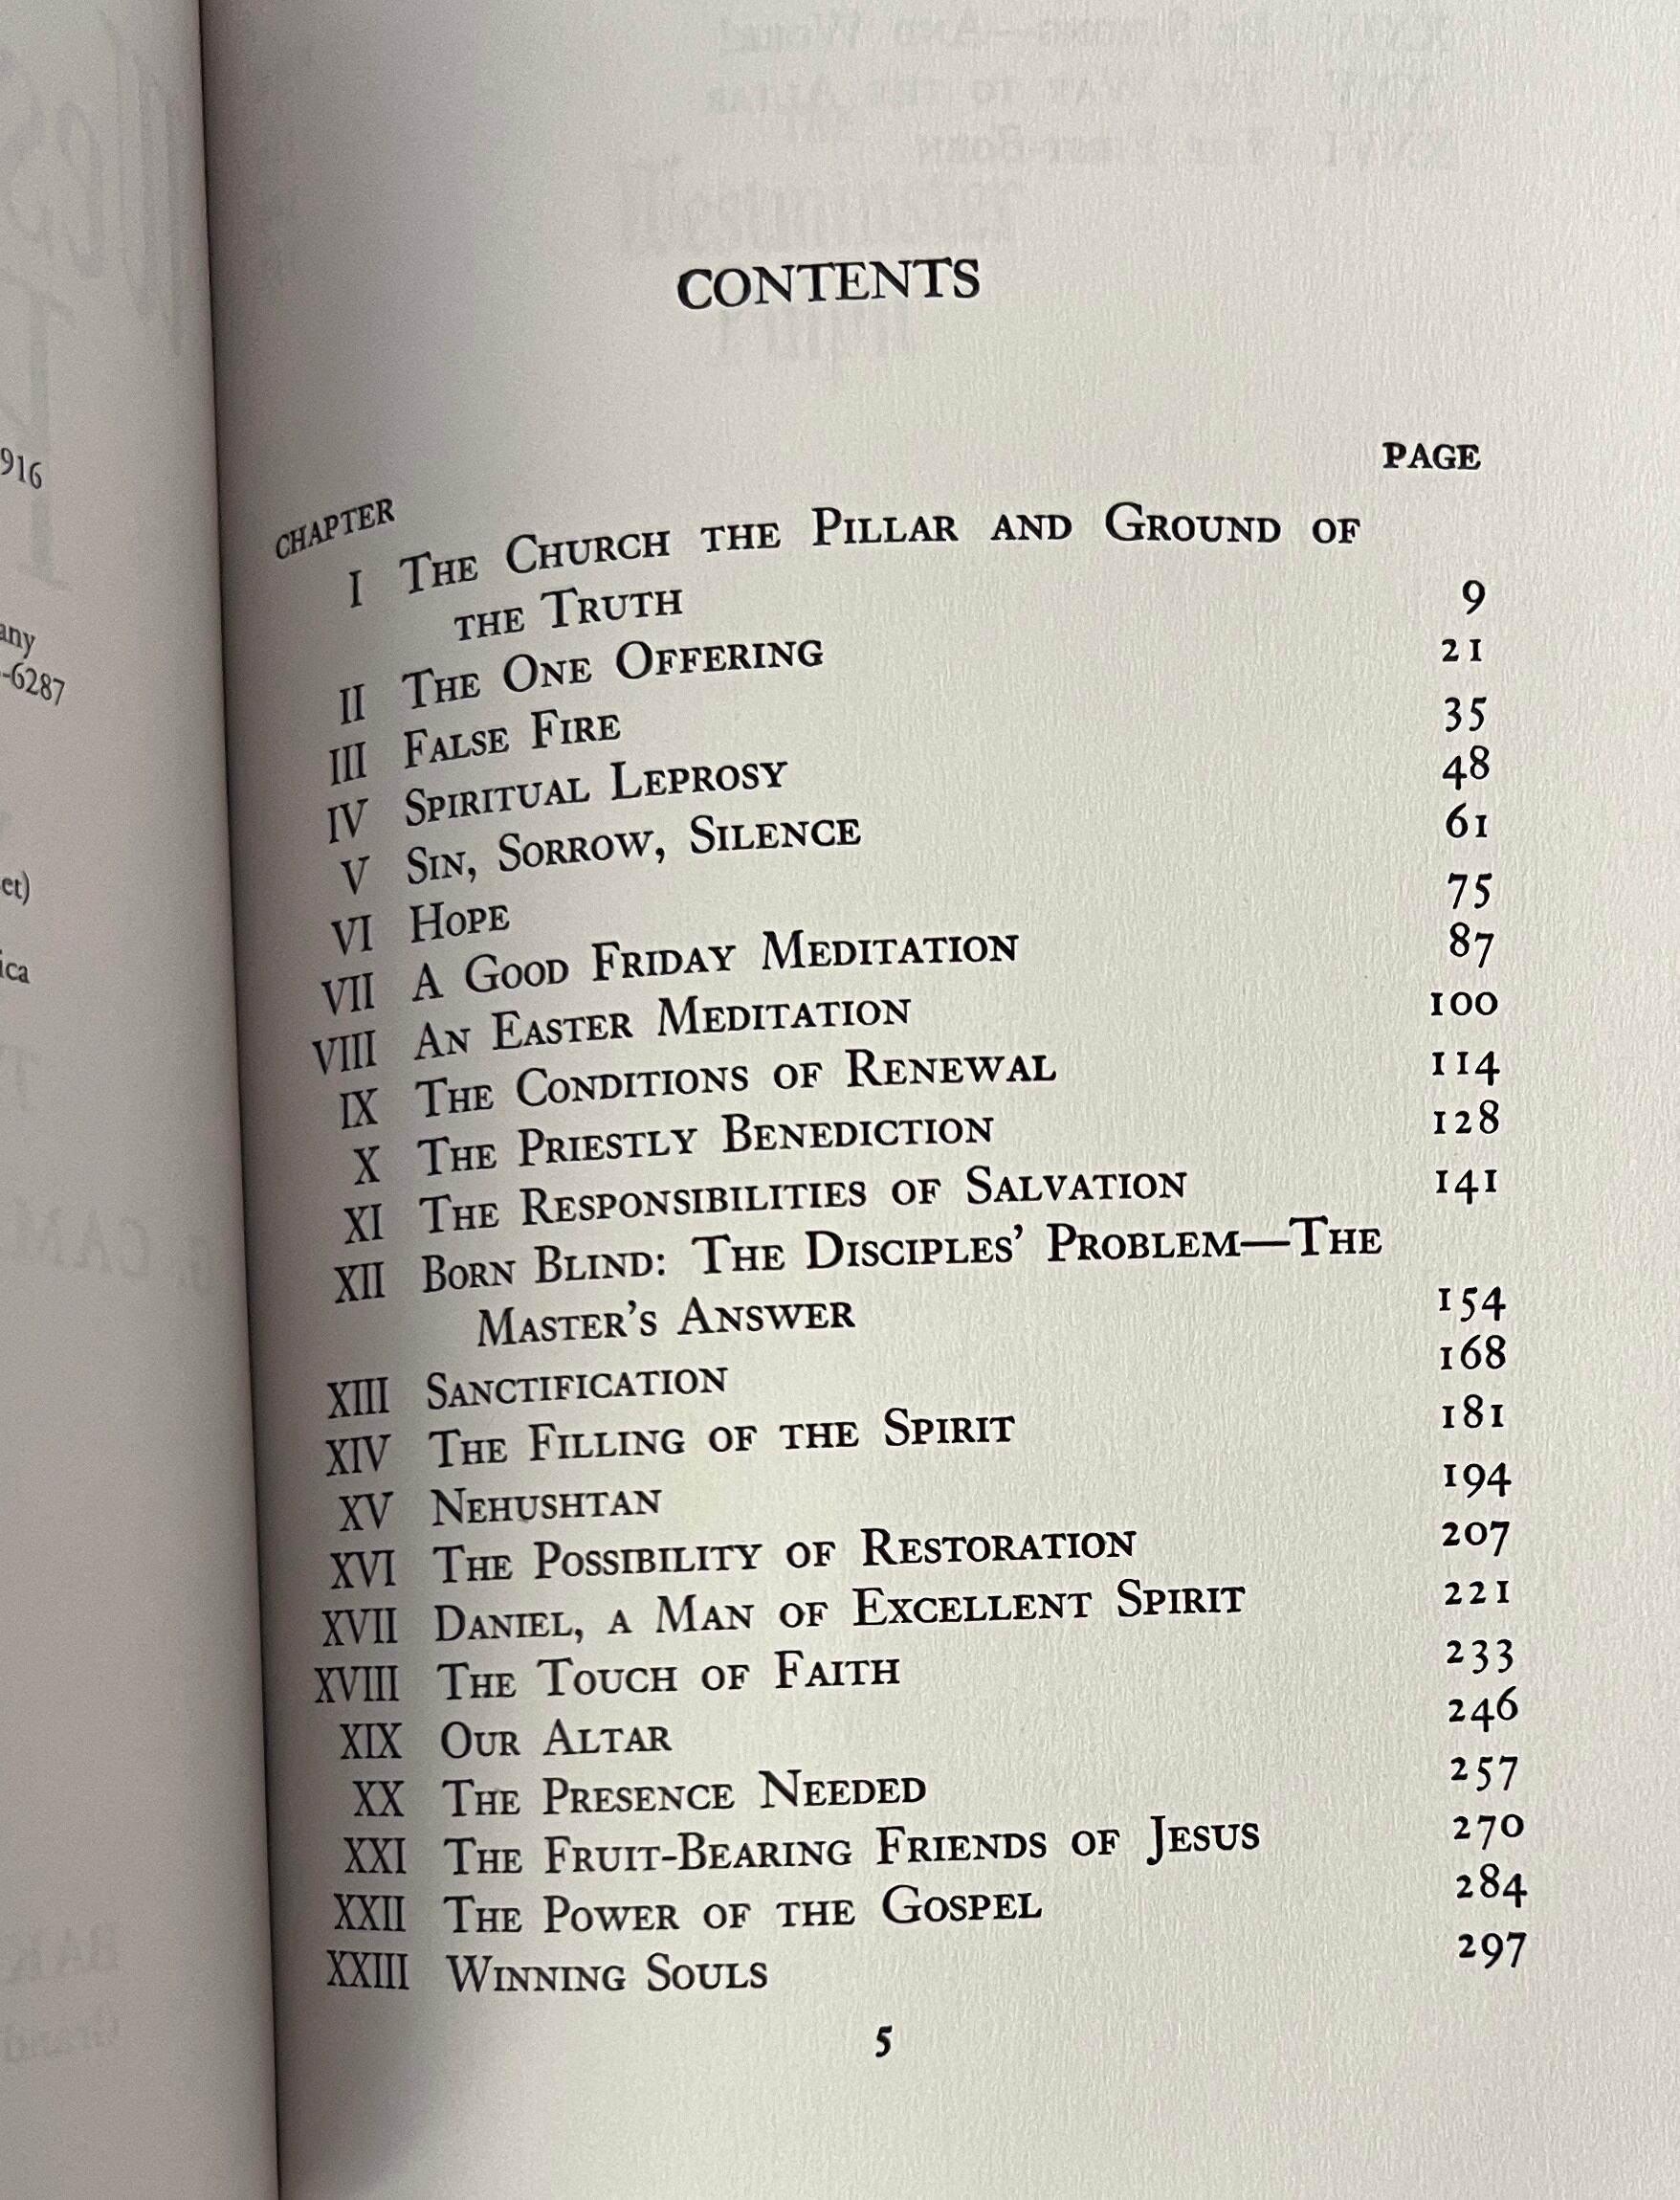 916
any
-6287
et)
ica
CONTENTS
CHAPTER PAGE
I THE CHURCH THE PILLAR AND GROUND OF
THE TRUTH 9
II THE ONE OFFERING 21
III FALSE FIRE 35
IV SPIRITUAL LEPROSY 48
V SIN, SORROW, SILENCE 61
VI HOPE 75
VII A GOOD FRIDAY MEDITATION 87
VIII AN EASTER MEDITATION 100
IX THE CONDITIONS OF RENEWAL 114
X THE PRIESTLY BENEDICTION 128
XI THE RESPONSIBILITIES OF SALVATION 141
XII BORN BLIND: THE DISCIPLES' PROBLEM—THE
MASTER'S ANSWER 154
XIII SANCTIFICATION 168
XIV THE FILLING OF THE SPIRIT 181
XV NEHUSHTAN 194
XVI THE POSSIBILITY OF RESTORATION 207
XVII DANIEL, A MAN OF EXCELLENT SPIRIT 221
XVIII THE TOUCH OF FAITH 233
XIX OUR ALTAR 246
XX THE PRESENCE NEEDED 257
XXI THE FRUIT-BEARING FRIENDS OF JESUS 270
XXII THE POWER OF THE GOSPEL 284
XXIII WINNING SOULS 297
5